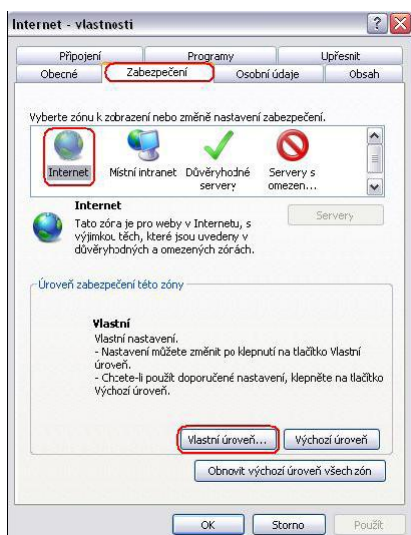 Internet - vlastnosti
Připojení
Programy
Upřesnit
Obecné
Zabezpečení
Osobní údaje
Obsah
Vyberte zónu k zobrazení nebo změně nastavení zabezpečení.
Internet
Místní intranet
Důvěryhodné
servery
Servery s
omezen...
Internet
Servery
Tato zóna je pro weby v Internetu, s
výjimkou těch, které jsou uvedeny v
důvěryhodných a omezených zónách.
Úroveň zabezpečení této zóny
Vlastní
Vlastní nastavení.
- Nastavení můžete změnit po klepnutí na tlačítko Vlastní
úroveň.
- Chcete-li použít doporučené nastavení, klepněte na tlačítko
Výchozí úroveň.
Vlastní úroveň...
Výchozí úroveň
Obnovit výchozí úroveň všech zón
OK
Storno
Použít